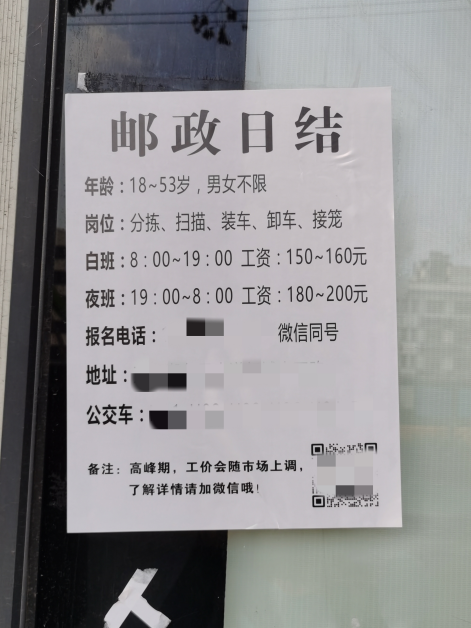 邮政日结
年龄：18~53岁，男女不限
岗位：分拣、扫描、装车、卸车、接笼
白班：8：00~19：00 工资：150~160元
夜班：19：00~8：00 工资：180~200元
报名电话： 微信同号
地址：
公交车：
备注：高峰期，工价会随市场上调，
了解详情请加微信哦！